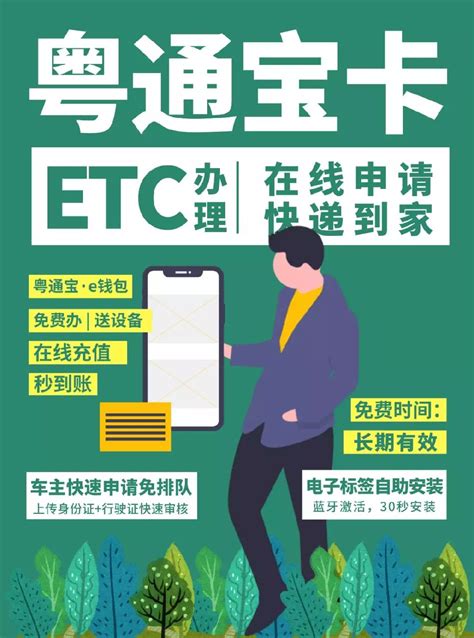 粤通宝卡
ETC办理
在线申请
快递到家
粤通宝·e钱包
免费办 | 送设备
在线充值
秒到账
免费时间：
长期有效
车主快速申请免排队
上传身份证+行驶证快速审核
电子标签自助安装
蓝牙激活，30秒安装